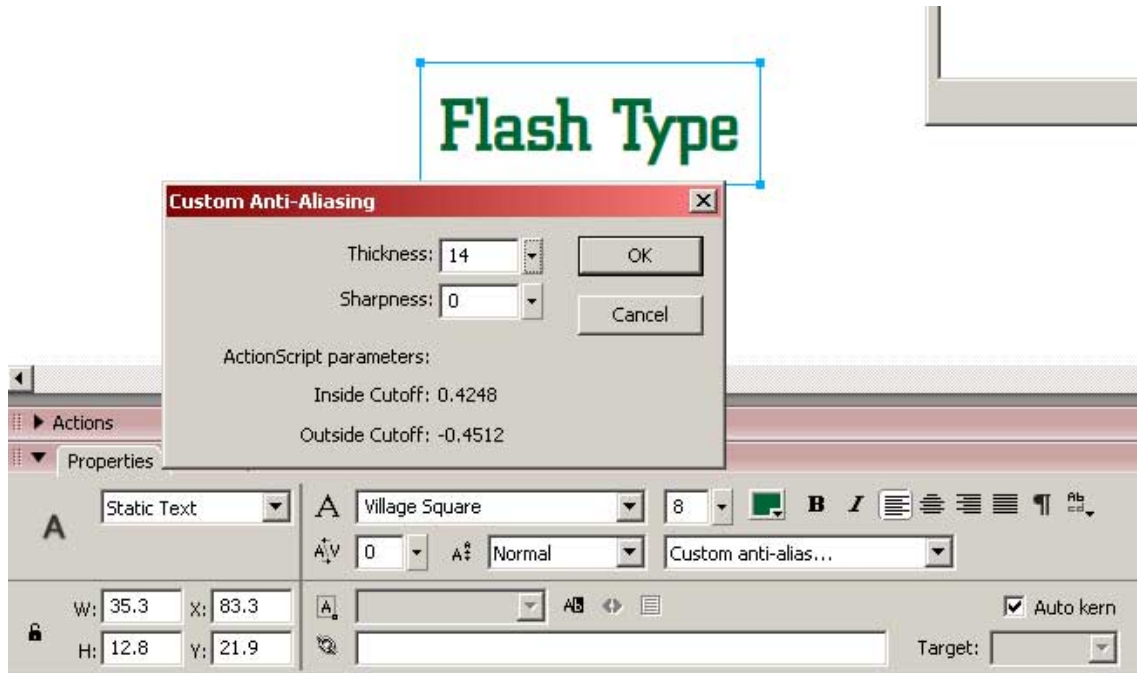 Flash Type
Custom Anti-Aliasing
Thickness: 14
OK
Sharpness: 0
Cancel
ActionScript parameters:
Inside Cutoff: 0.4248
Outside Cutoff: -0.4512
Actions
Properties
A Static Text A Village Square 8 B I ¶ Ab
A V 0 A Normal Custom anti-alias...
W: 35.3 X: 83.3 A AB Auto kern
H: 12.8 Y: 21.9 Target: